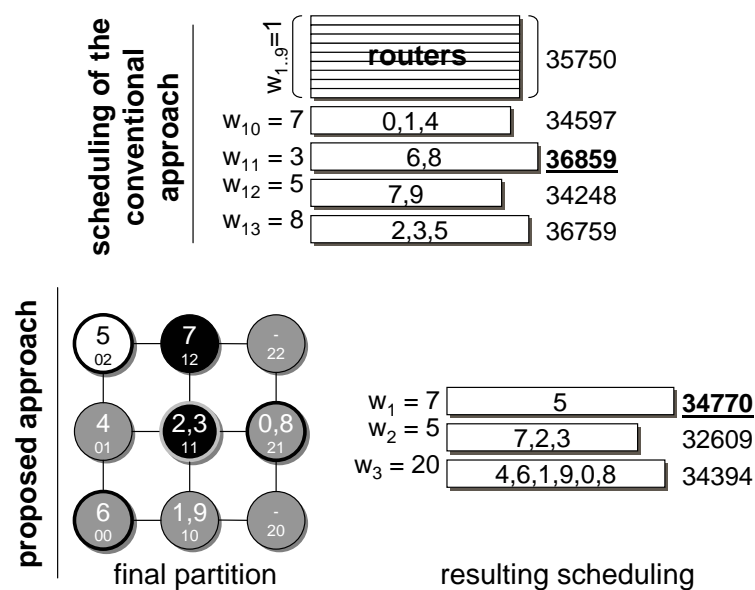 scheduling of the
conventional
approach
w1..9=1
routers
35750
w10 = 7
0,1,4
34597
w11 = 3
6,8
36859
w12 = 5
7,9
34248
w13 = 8
2,3,5
36759
proposed approach
5
02
7
12
-
22
4
01
2,3
11
0,8
21
6
00
1,9
10
-
20
final partition
w1 = 7
5
34770
w2 = 5
7,2,3
32609
w3 = 20
4,6,1,9,0,8
34394
resulting scheduling